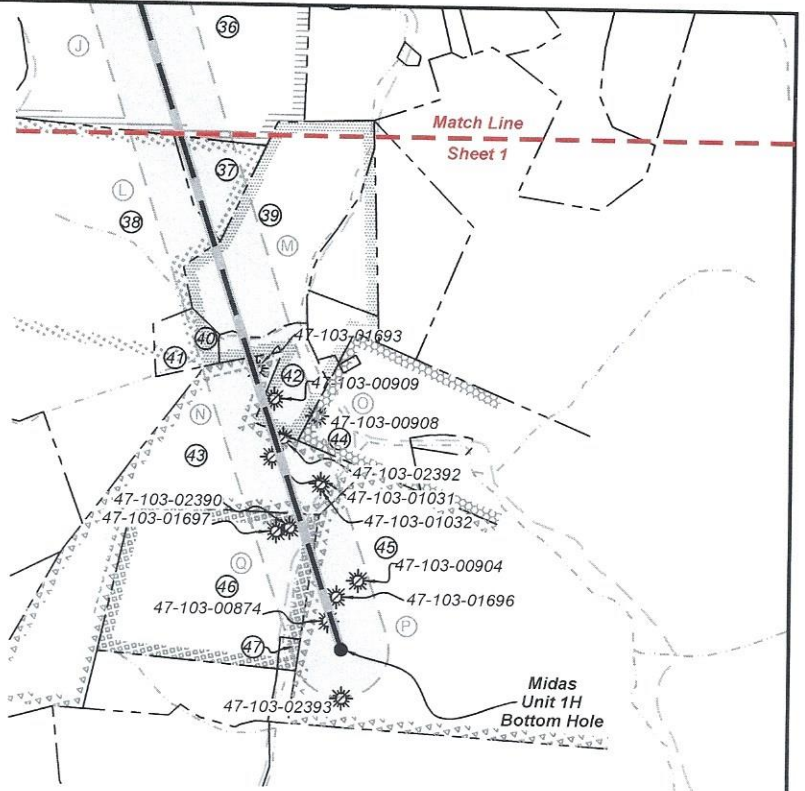 J
36
Match Line
Sheet 1
37
L
38
39
M
40
47-103-01693
41
42
47-103-00909
N
O
47-103-00908
43
44
47-103-02392
47-103-02390
47-103-01031
47-103-01697
47-103-01032
Q
45
47-103-00904
46
47-103-01696
47-103-00874
P
47
Midas
Unit 1H
Bottom Hole
47-103-02393